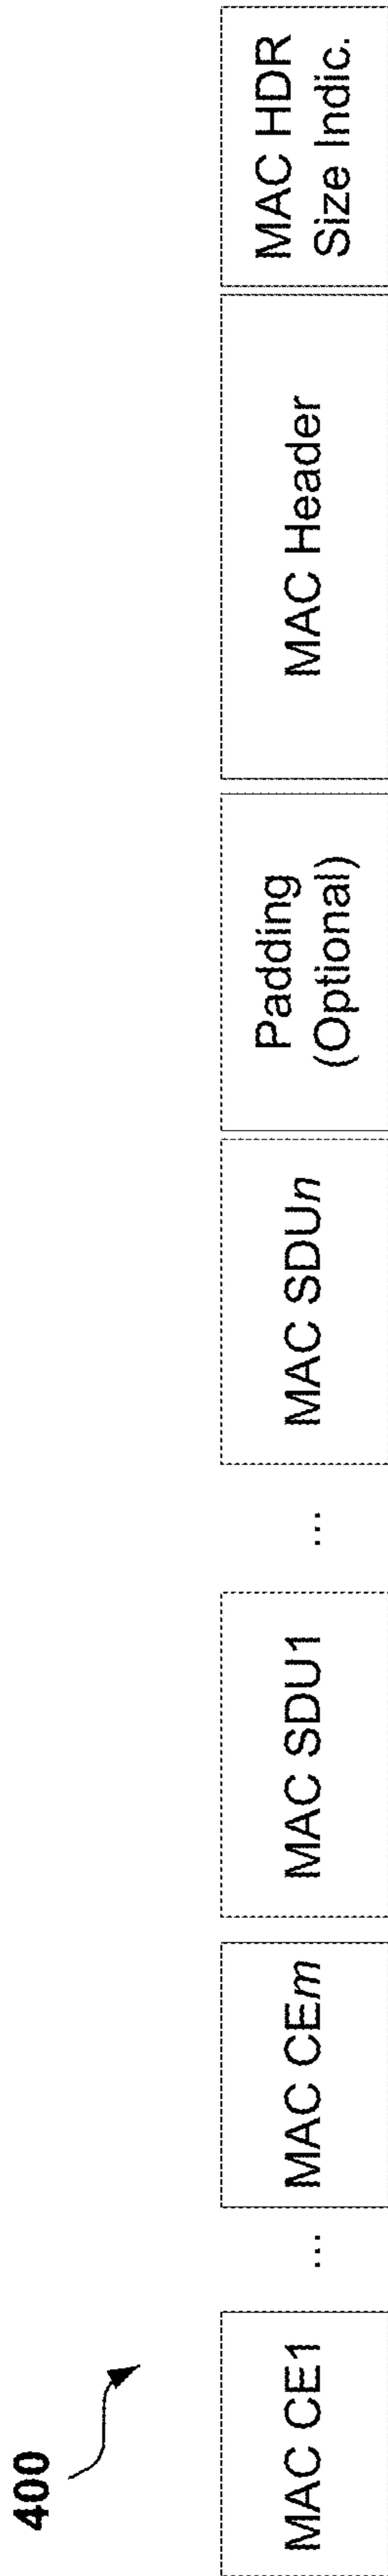 400
MAC CE1
...
MAC CEm
MAC SDU1
...
MAC SDUn
Padding
(Optional)
MAC Header
MAC HDR
Size Indic.